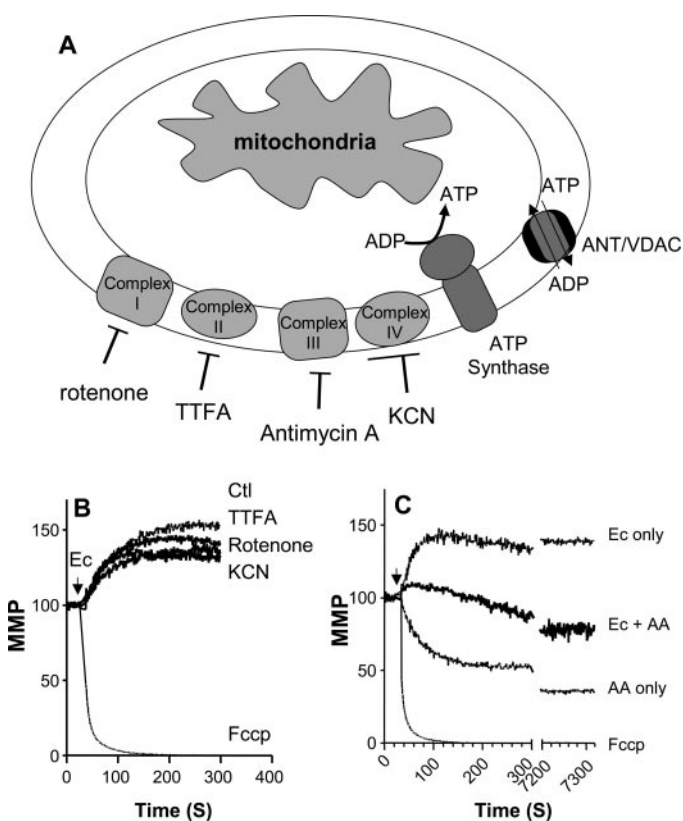 A
mitochondria
ATP
ATP
ADP
ANT/VDAC
ADP
Complex
I
Complex
II
Complex
III
Complex
IV
ATP
Synthase
rotenone
TTFA
KCN
Antimycin A
B
Ctl
TTFA
Rotenone
KCN
Ec
150
100
50
0
MMP
Fccp
0 100 200 300 400
Time (S)
C
Ec only
Ec + AA
AA only
Fccp
150
100
50
0
MMP
0 100 200 300 7200 7300
Time (S)